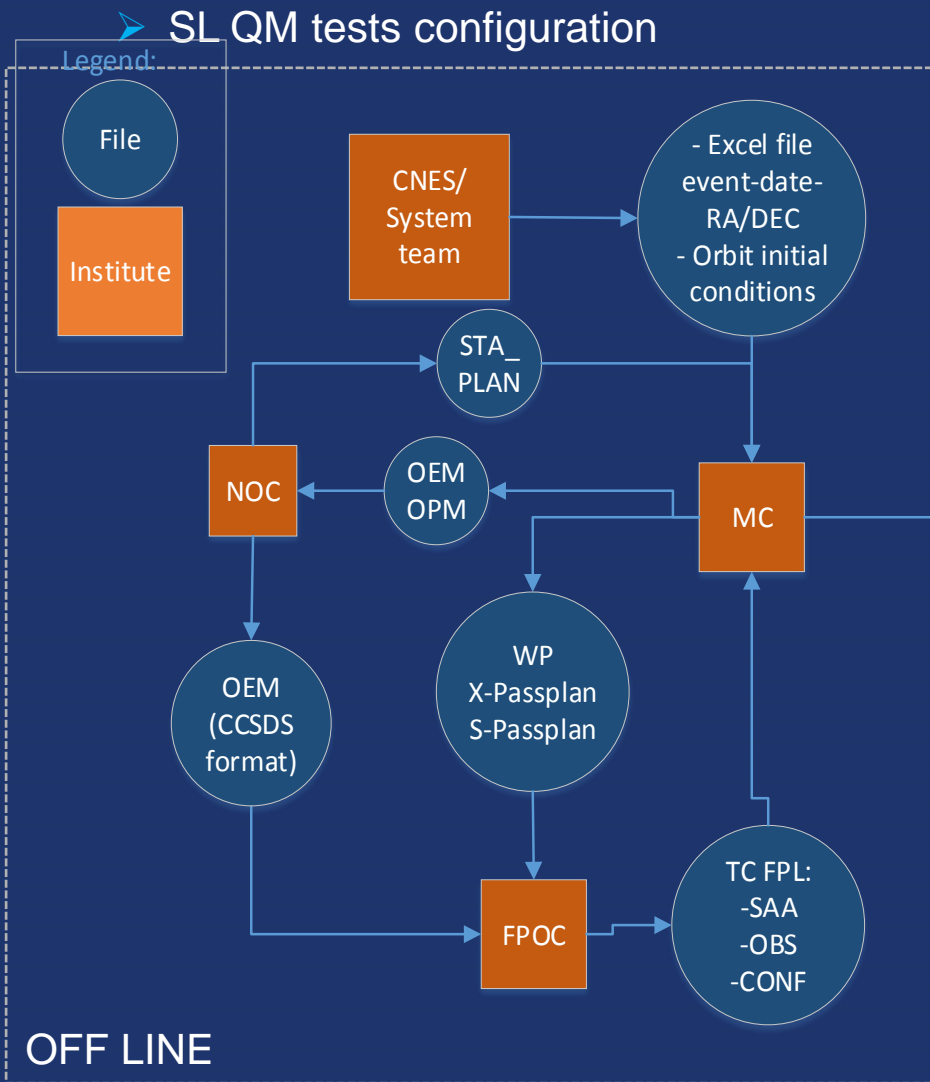 SL QM tests configuration
Legend:
File
Institute
CNES/
System
team
- Excel file
event-date-
RA/DEC
- Orbit initial
conditions
STA_
PLAN
NOC
OEM
OPM
MC
OEM
(CCSDS
format)
WP
X-Passplan
S-Passplan
FPOC
TC FPL:
-SAA
-OBS
-CONF
OFF LINE